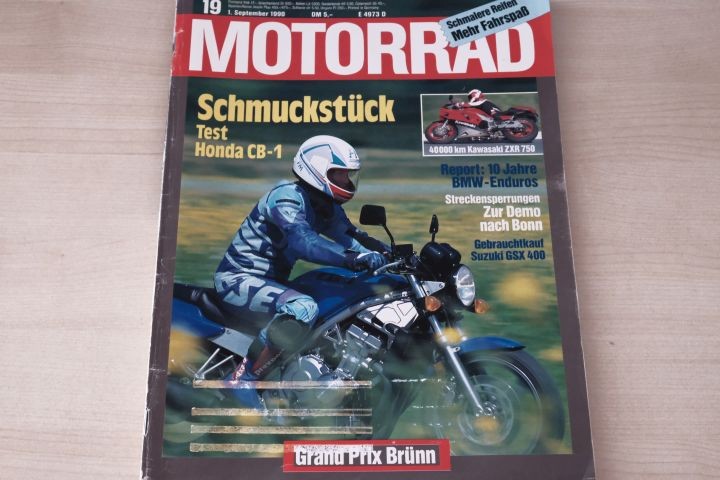 19
1. September 1990 DM 5,- E 4973 D
Schmalere Reifen
Mehr Fahrspaß
MOTORRAD
Schmuckstück
Test
Honda CB-1
40000 km Kawasaki ZXR 750
Report: 10 Jahre
BMW-Enduros
Streckensperrungen
Zur Demo
nach Bonn
Gebrauchtkauf
Suzuki GSX 400
Grand Prix Brünn